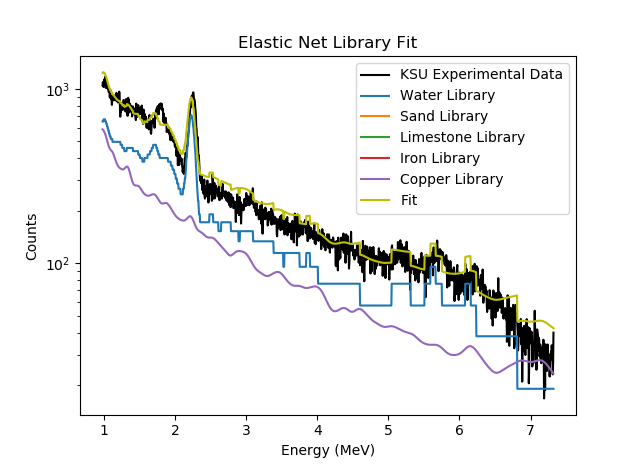 Elastic Net Library Fit
KSU Experimental Data
Water Library
Sand Library
Limestone Library
Iron Library
Copper Library
Fit
10³
10²
Counts
1 2 3 4 5 6 7
Energy (MeV)